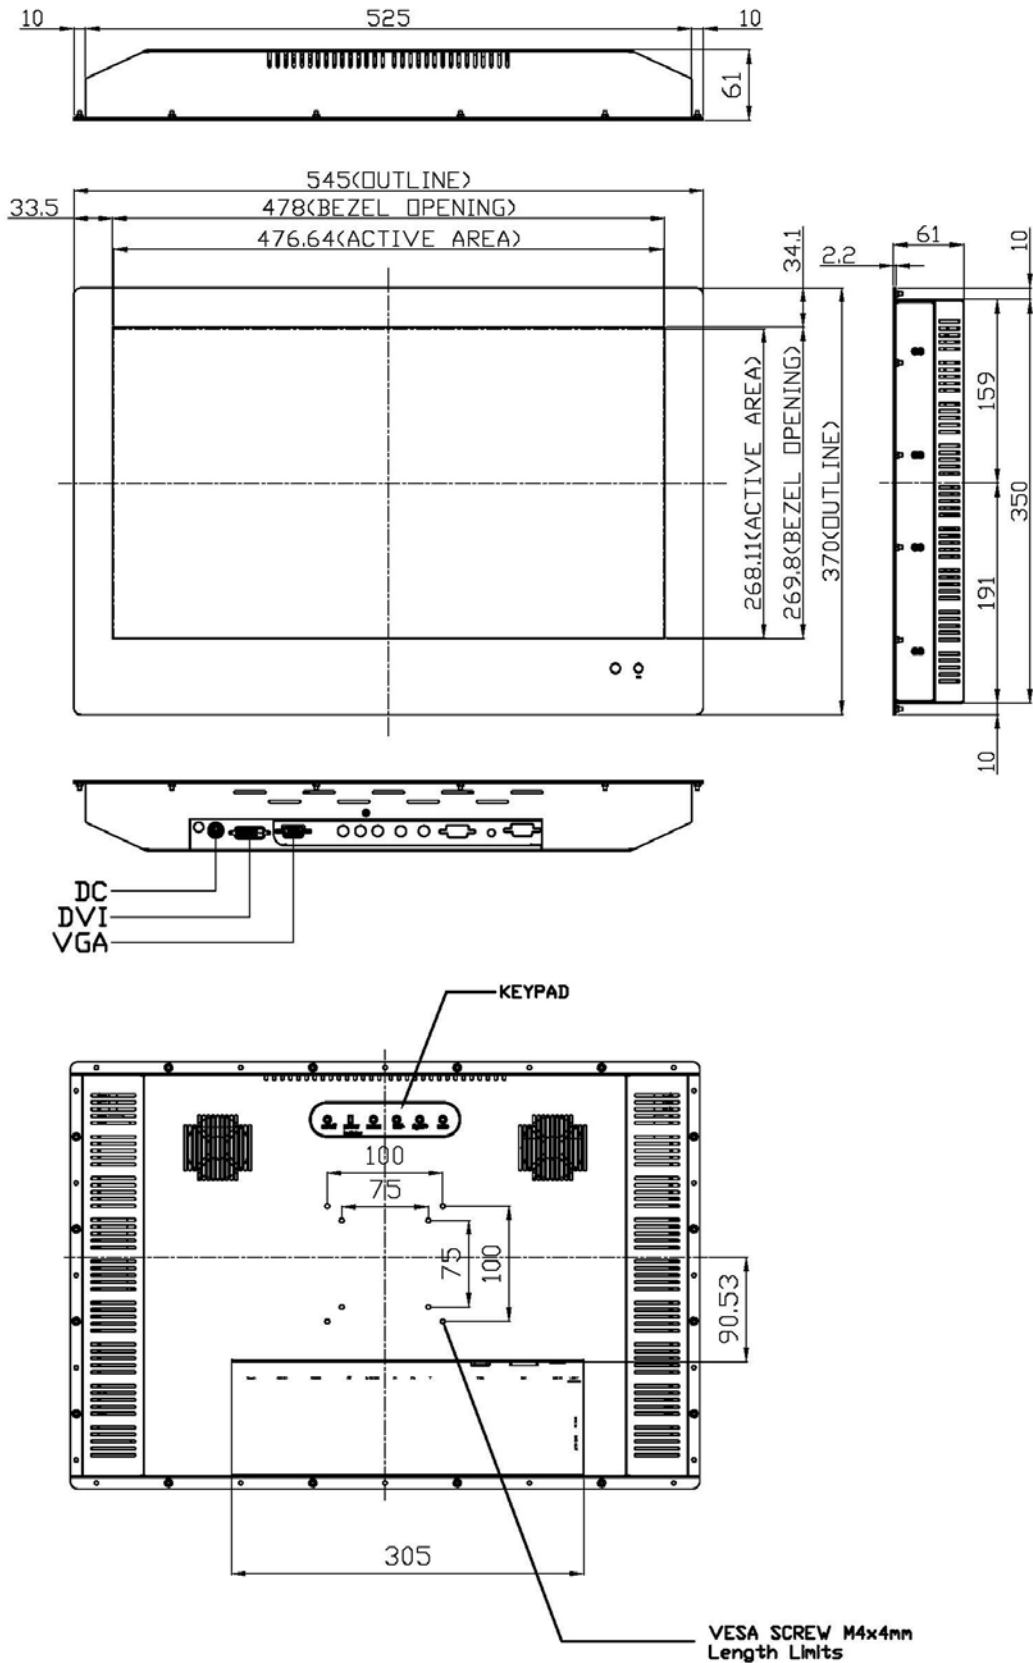 10 525 10
61
545(OUTLINE)
33.5 478(BEZEL OPENING)
476.64(ACTIVE AREA)
34.1
268.11(ACTIVE AREA)
269.8(BEZEL OPENING)
370(OUTLINE)
61
2.2
10
159
350
191
10
DC
DVI
VGA
KEYPAD
100
75
75
100
90.53
305
VESA SCREW M4x4mm
Length Limits